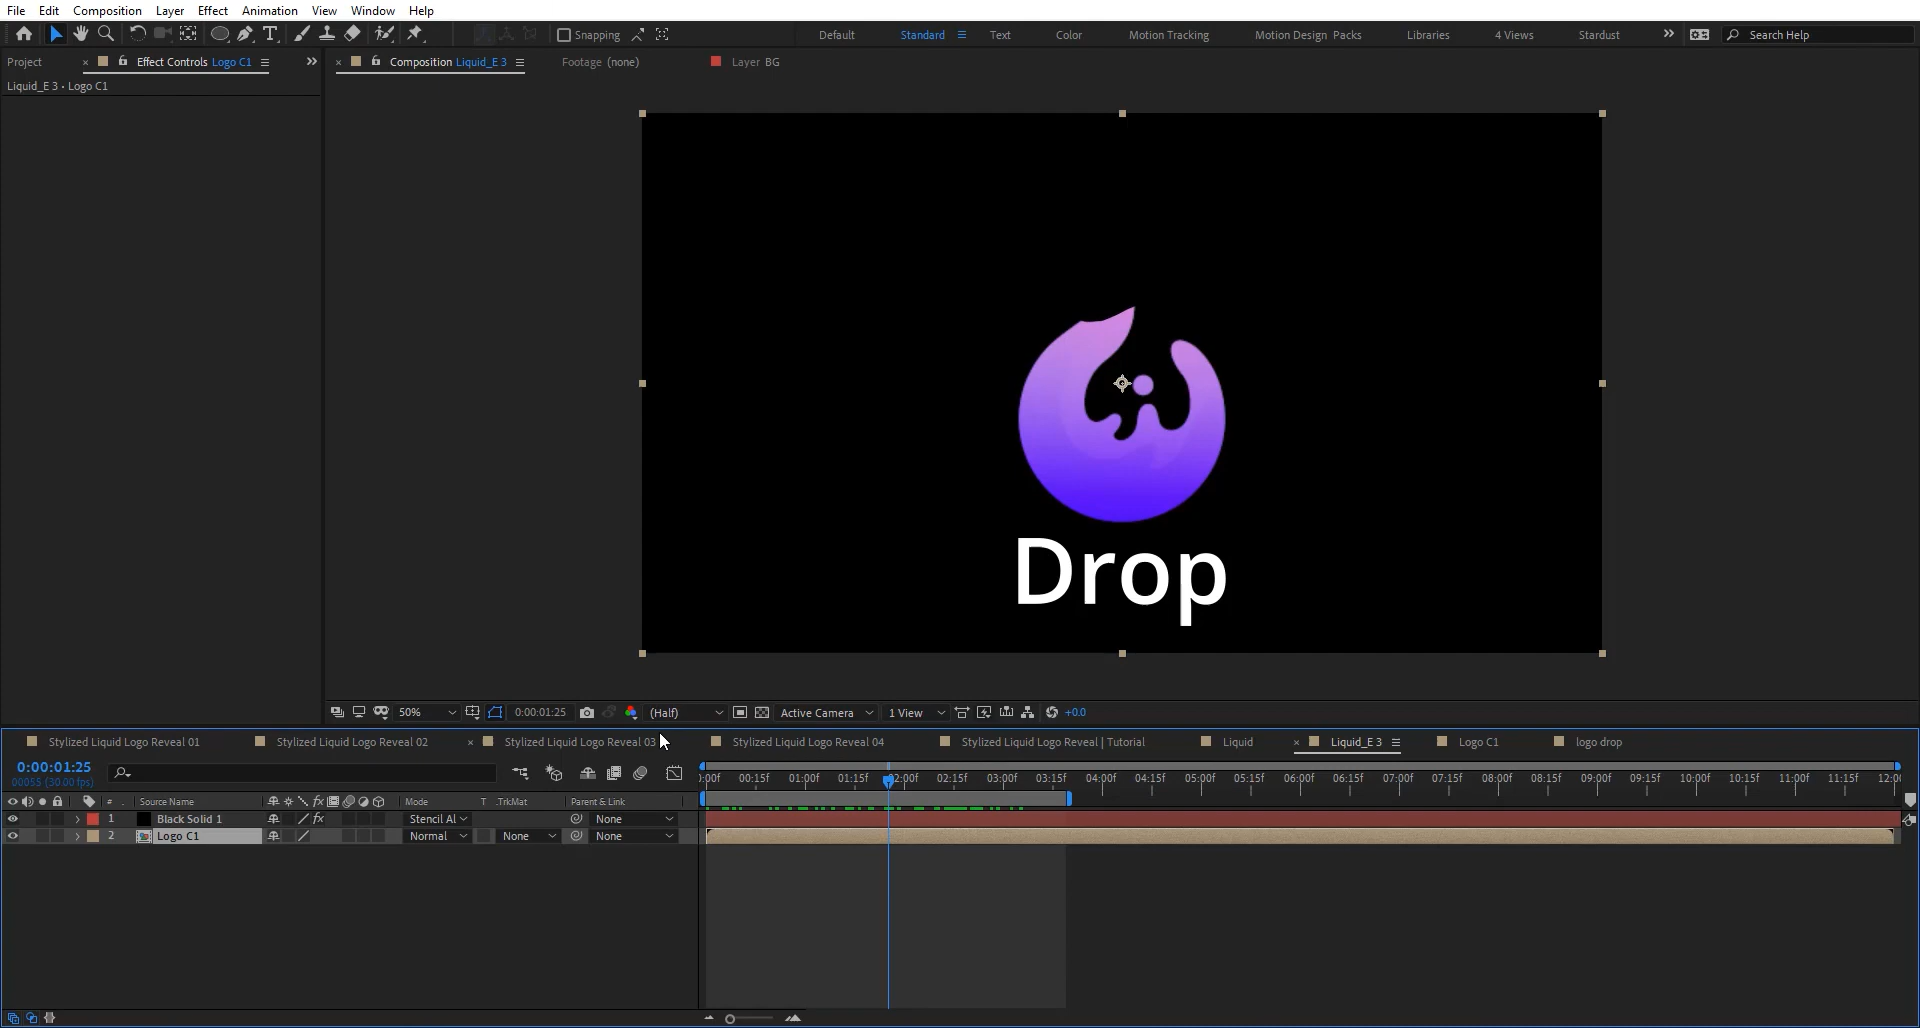 File Edit Composition Layer Effect Animation View Window Help
Snapping Default Standard Text Color Motion Tracking Motion Design Packs Libraries 4 Views Stardust Search Help
Project Effect Controls Logo C1 Composition Liquid_E 3 Footage (none) Layer BG
Liquid_E 3 • Logo C1
Drop
50% 0:00:01:25 (Half) Active Camera 1 View +0.0
Stylized Liquid Logo Reveal 01 Stylized Liquid Logo Reveal 02 Stylized Liquid Logo Reveal 03 Stylized Liquid Logo Reveal 04 Stylized Liquid Logo Reveal | Tutorial Liquid Liquid_E 3 Logo C1 logo drop
0:00:01:25
00055 (30.00 fps)
):00f 00:15f 01:00f 01:15f 02:00f 02:15f 03:00f 03:15f 04:00f 04:15f 05:00f 05:15f 06:00f 06:15f 07:00f 07:15f 08:00f 08:15f 09:00f 09:15f 10:00f 10:15f 11:00f 11:15f 12:00
# . Source Name fx Mode T .TrkMat Parent & Link
1 Black Solid 1 fx Stencil Al None
2 Logo C1 Normal None None